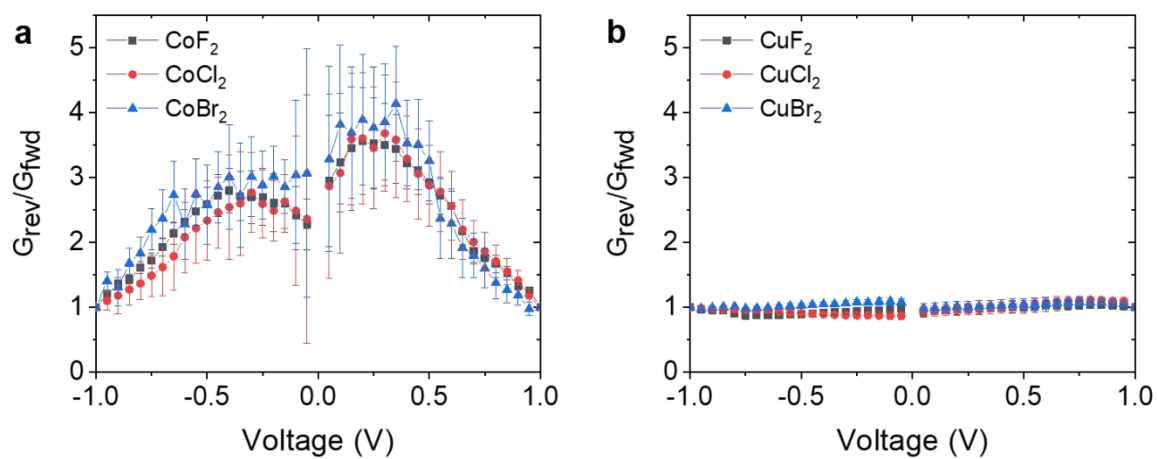 a
CoF₂
CoCl₂
CoBr₂
5
4
3
2
1
0
-1.0
-0.5
0.0
0.5
1.0
Voltage (V)
Grev/Gfwd
b
CuF₂
CuCl₂
CuBr₂
5
4
3
2
1
0
-1.0
-0.5
0.0
0.5
1.0
Voltage (V)
Grev/Gfwd